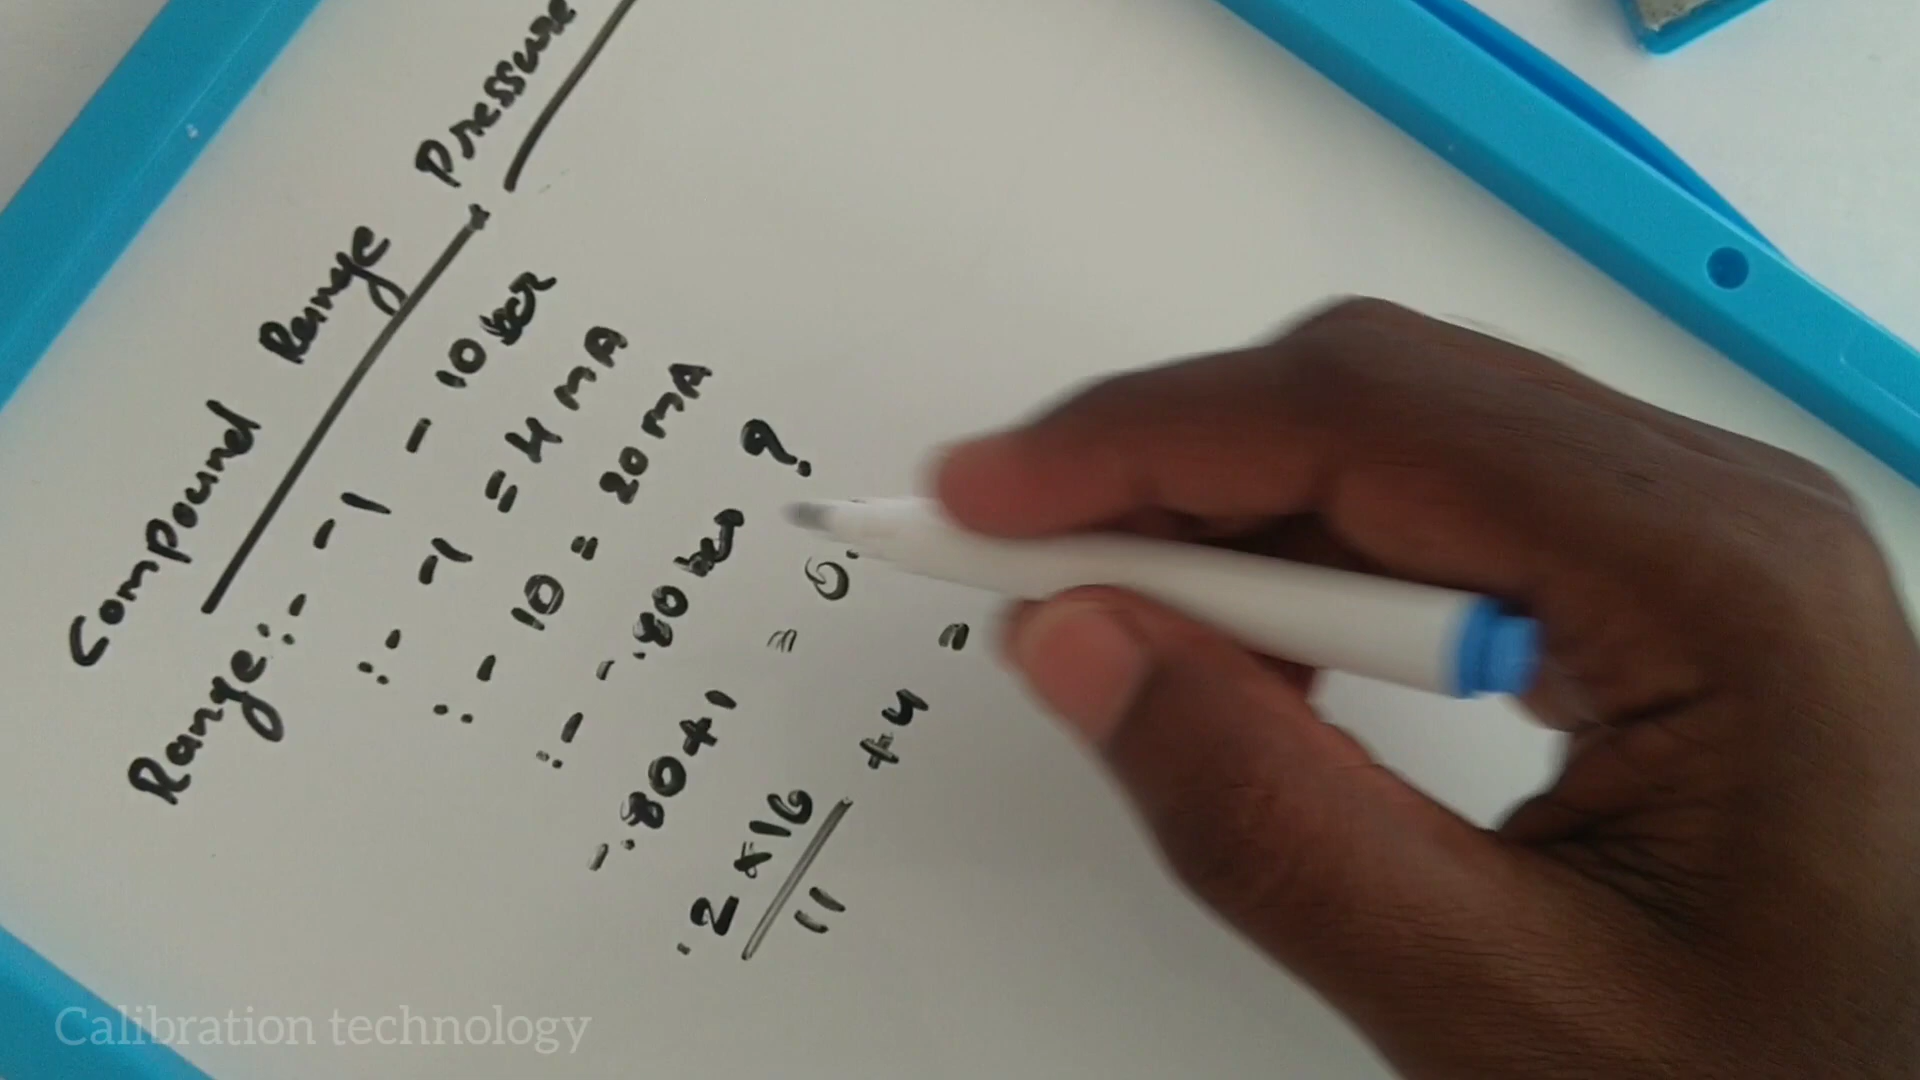 Compound Range Pressure
Range :- -1 - 10 bar
:- -1 = 4 mA
:- 10 = 20 mA
:- -.80 bar ?
-.80+1 = 0.
.2×16
11
+4 =
Calibration technology